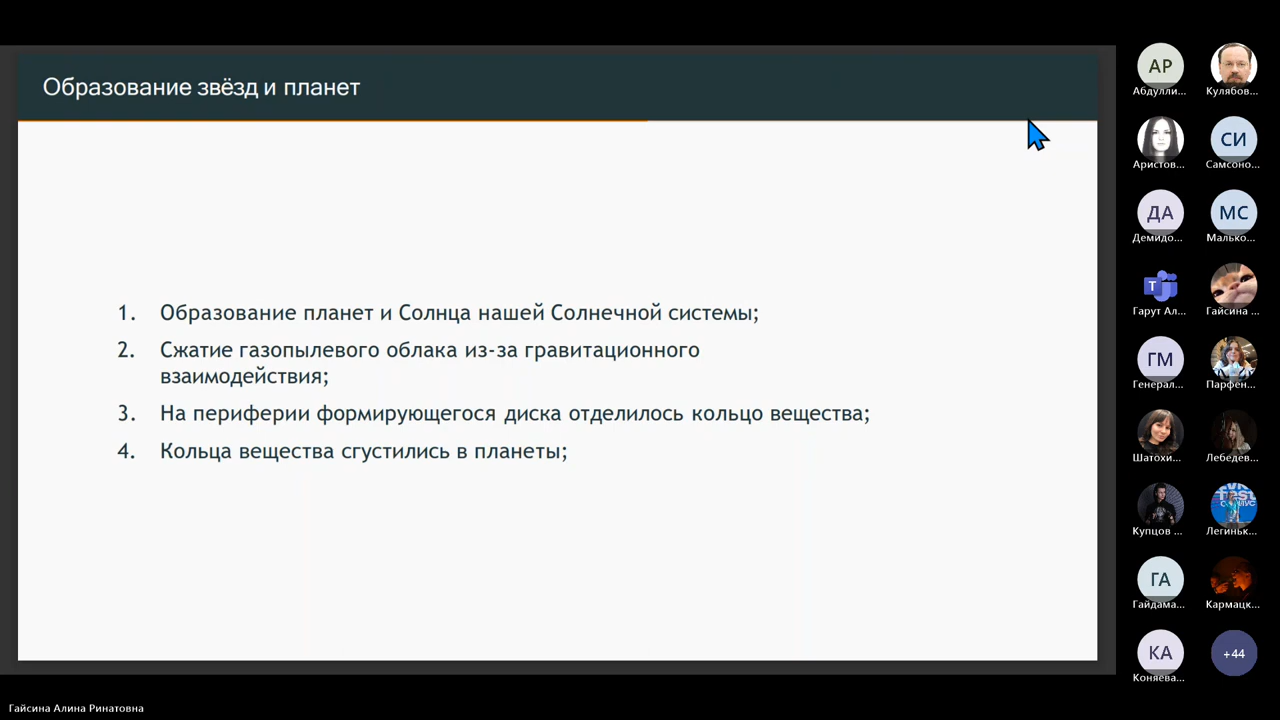 Образование звёзд и планет
1. Образование планет и Солнца нашей Солнечной системы;
2. Сжатие газопылевого облака из-за гравитационного
взаимодействия;
3. На периферии формирующегося диска отделилось кольцо вещества;
4. Кольца вещества сгустились в планеты;
АР
Абдулли...
Кулябов...
Аристов...
СИ
Самсоно...
ДА
Демидо...
МС
Малько...
T
Гарут Ал...
Гайсина ...
ГМ
Генерал...
Парфён...
Шатохи...
Лебедев...
Купцов ...
Легиньк...
ГА
Гайдама...
Кармацк...
КА
Коняева...
+44
Гайсина Алина Ринатовна